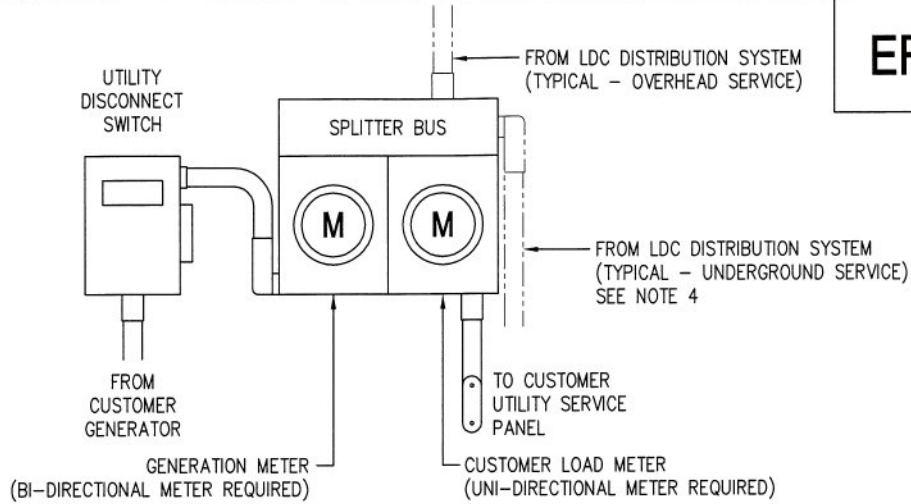 FROM LDC DISTRIBUTION SYSTEM
(TYPICAL – OVERHEAD SERVICE)
UTILITY
DISCONNECT
SWITCH
SPLITTER BUS
M
M
FROM LDC DISTRIBUTION SYSTEM
(TYPICAL – UNDERGROUND SERVICE)
SEE NOTE 4
FROM
CUSTOMER
GENERATOR
TO CUSTOMER
UTILITY SERVICE
PANEL
GENERATION METER
(BI-DIRECTIONAL METER REQUIRED)
CUSTOMER LOAD METER
(UNI-DIRECTIONAL METER REQUIRED)